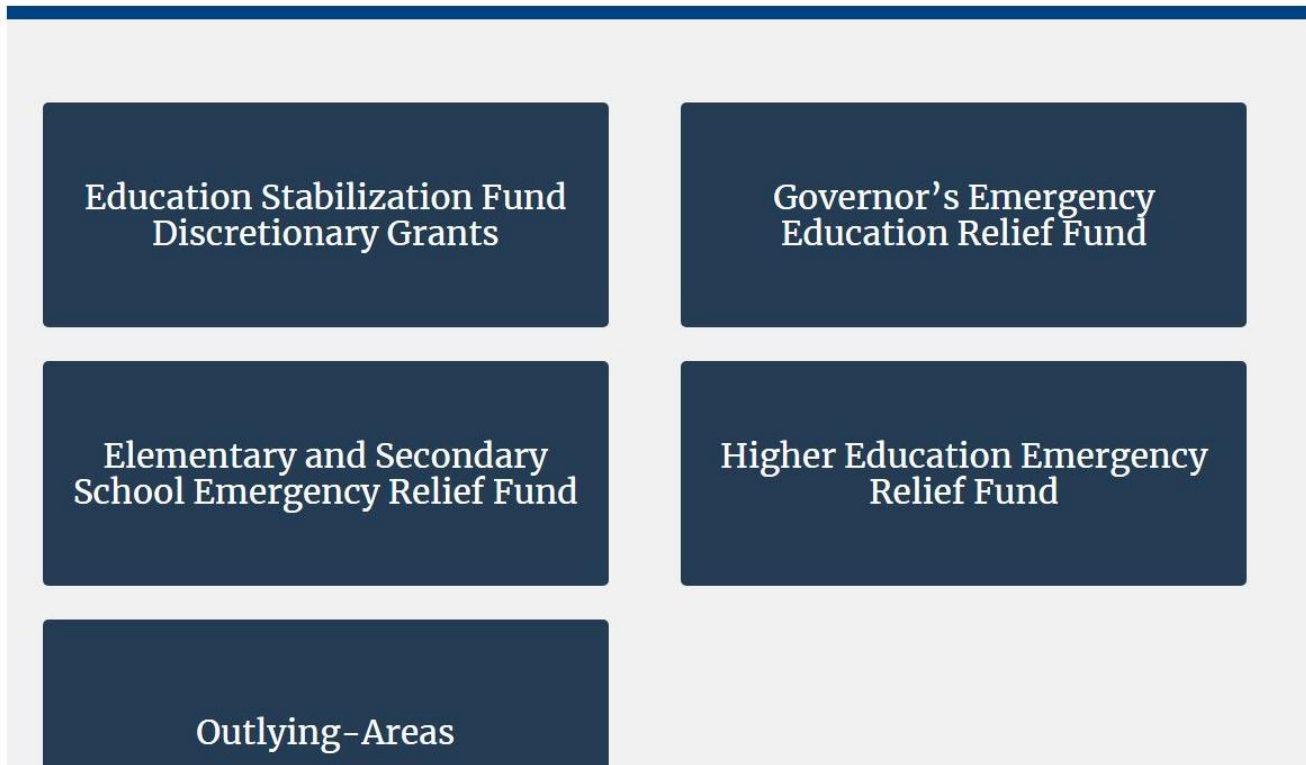 Education Stabilization Fund
Discretionary Grants
Governor’s Emergency
Education Relief Fund
Elementary and Secondary
School Emergency Relief Fund
Higher Education Emergency
Relief Fund
Outlying-Areas